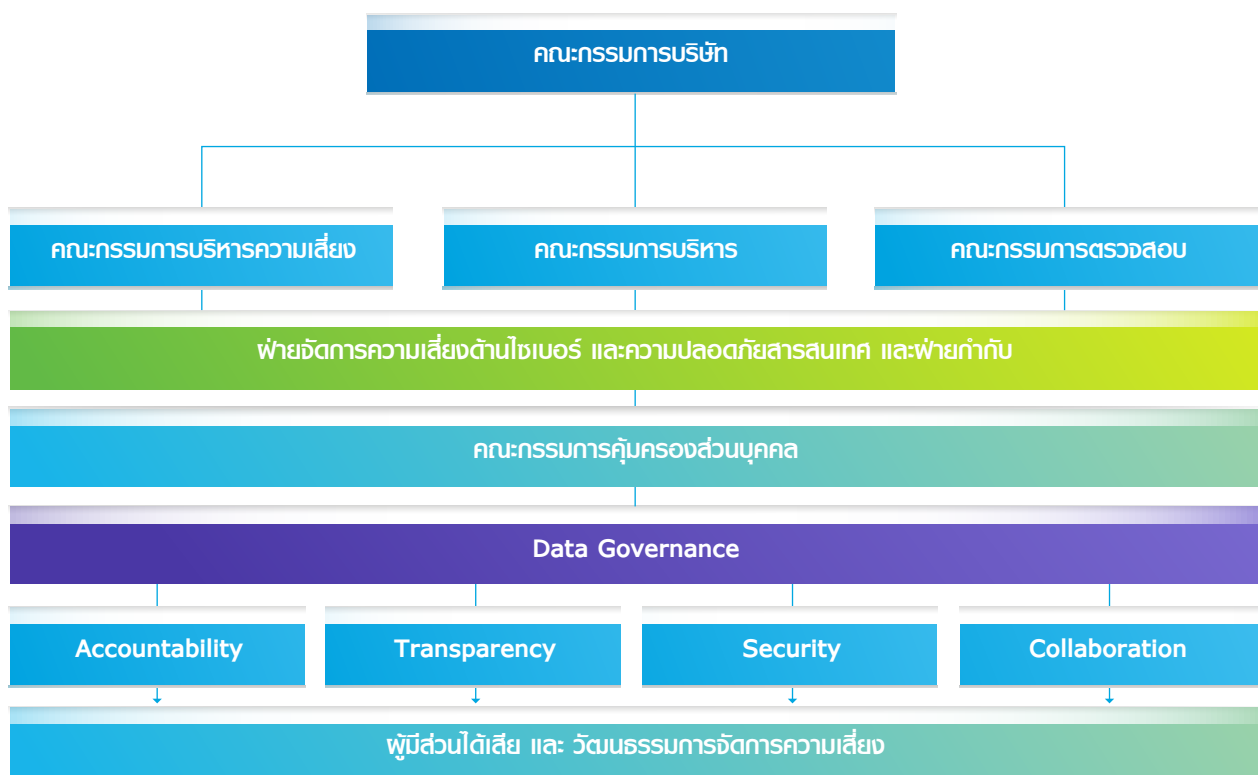 คณะกรรมการบริษัท
คณะกรรมการบริหารความเสี่ยง
คณะกรรมการบริหาร
คณะกรรมการตรวจสอบ
ฝ่ายจัดการความเสี่ยงด้านไซเบอร์ และความปลอดภัยสารสนเทศ และฝ่ายกำกับ
คณะกรรมการคุ้มครองส่วนบุคคล
Data Governance
Accountability
Transparency
Security
Collaboration
ผู้มีส่วนได้เสีย และ วัฒนธรรมการจัดการความเสี่ยง